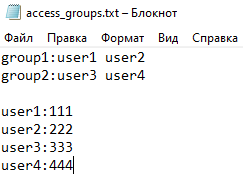 access_groups.txt – Блокнот
Файл Правка Формат Вид Справка
group1:user1 user2
group2:user3 user4
user1:111
user2:222
user3:333
user4:444